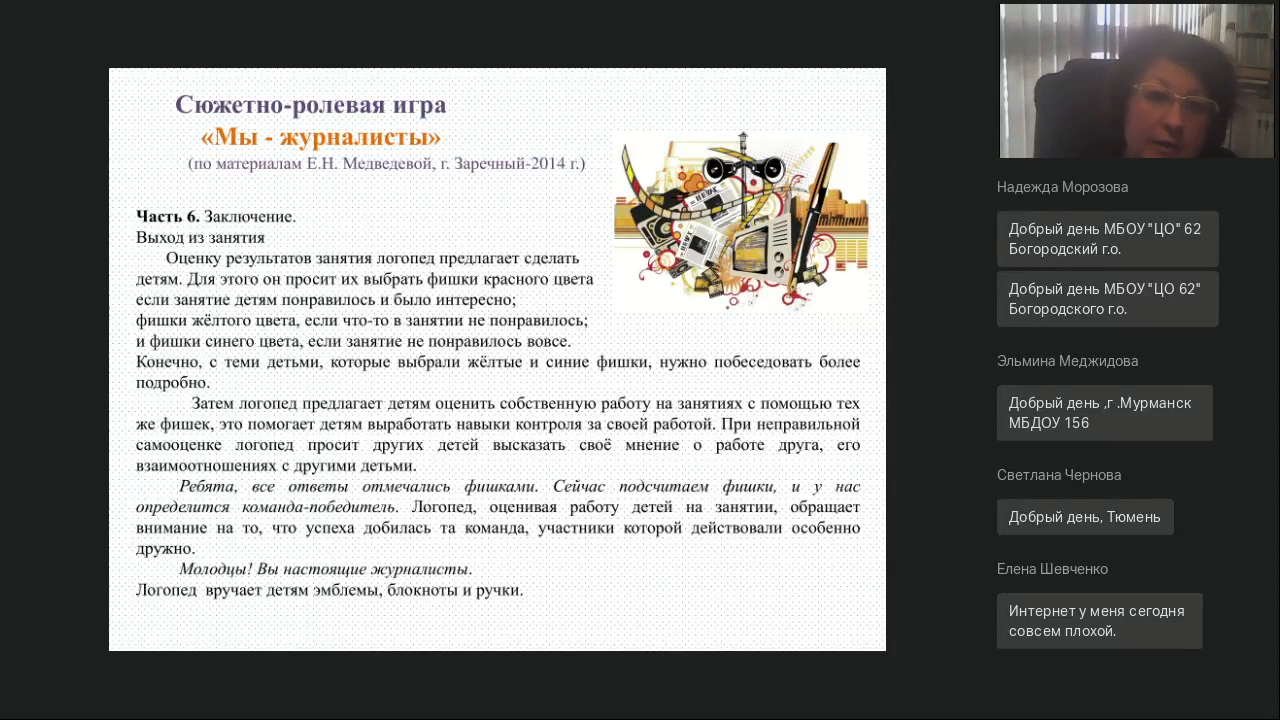 Сюжетно-ролевая игра
«Мы - журналисты»
(по материалам Е.Н. Медведевой, г. Заречный-2014 г.)
Часть 6. Заключение.
Выход из занятия
Оценку результатов занятия логопед предлагает сделать
детям. Для этого он просит их выбрать фишки красного цвета
если занятие детям понравилось и было интересно;
фишки жёлтого цвета, если что-то в занятии не понравилось;
и фишки синего цвета, если занятие не понравилось вовсе.
Конечно, с теми детьми, которые выбрали жёлтые и синие фишки, нужно побеседовать более
подробно.
Затем логопед предлагает детям оценить собственную работу на занятиях с помощью тех
же фишек, это помогает детям выработать навыки контроля за своей работой. При неправильной
самооценке логопед просит других детей высказать своё мнение о работе друга, его
взаимоотношениях с другими детьми.
Ребята, все ответы отмечались фишками. Сейчас подсчитаем фишки, и у нас
определится команда-победитель. Логопед, оценивая работу детей на занятии, обращает
внимание на то, что успеха добилась та команда, участники которой действовали особенно
дружно.
Молодцы! Вы настоящие журналисты.
Логопед вручает детям эмблемы, блокноты и ручки.
Надежда Морозова
Добрый день МБОУ "ЦО" 62
Богородский г.о.
Добрый день МБОУ "ЦО 62"
Богородского г.о.
Эльмина Меджидова
Добрый день ,г .Мурманск
МБДОУ 156
Светлана Чернова
Добрый день, Тюмень
Елена Шевченко
Интернет у меня сегодня
совсем плохой.